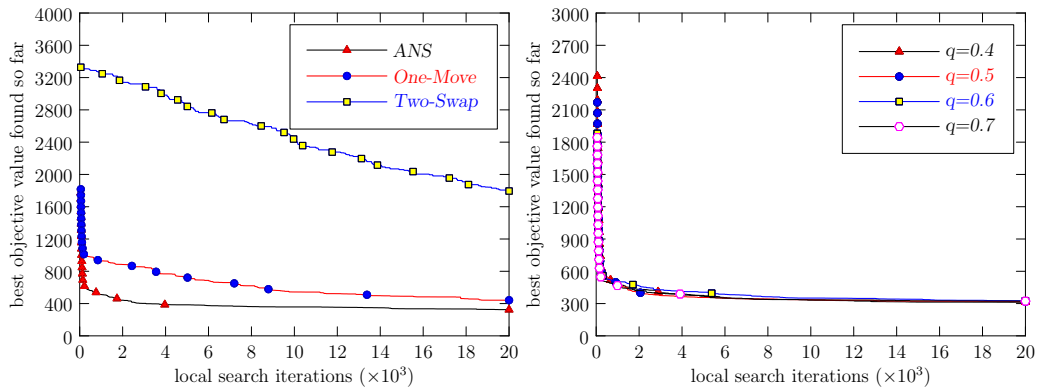 best objective value found so far
4000
3600
3200
2800
2400
2000
1600
1200
800
400
0
ANS
One-Move
Two-Swap
0 2 4 6 8 10 12 14 16 18 20
local search iterations (×10³)
best objective value found so far
3000
2700
2400
2100
1800
1500
1200
900
600
300
0
q=0.4
q=0.5
q=0.6
q=0.7
0 2 4 6 8 10 12 14 16 18 20
local search iterations (×10³)